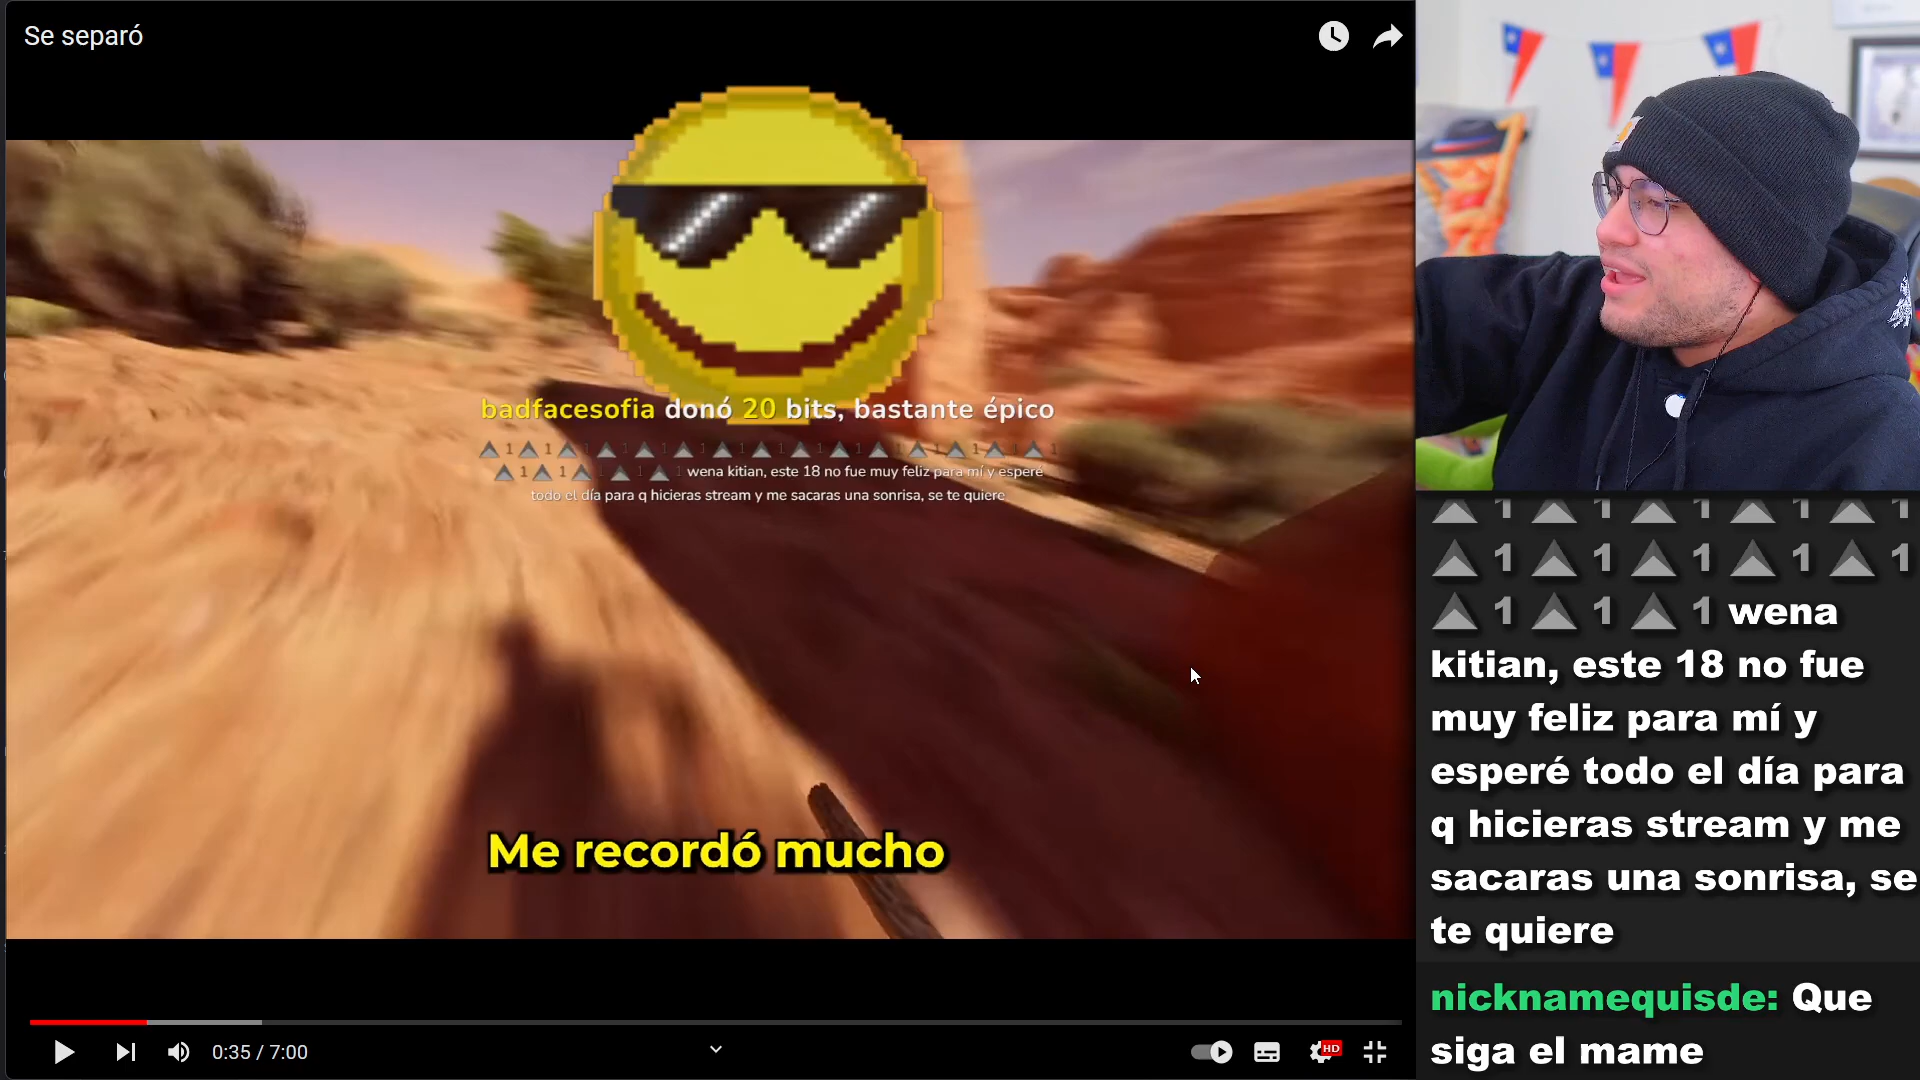 Se separó
badfacesofia donó 20 bits, bastante épico
1 1 1 1 1 1 1 1 1 1 1 1 1 1 1
1 1 1 1 1 wena kitian, este 18 no fue muy feliz para mí y esperé
todo el día para q hicieras stream y me sacaras una sonrisa, se te quiere
Me recordó mucho
0:35 / 7:00
HD
1 1 1 1 1
1 1 1 1 1
1 1 1 wena
kitian, este 18 no fue
muy feliz para mí y
esperé todo el día para
q hicieras stream y me
sacaras una sonrisa, se
te quiere
nicknamequisde: Que
siga el mame